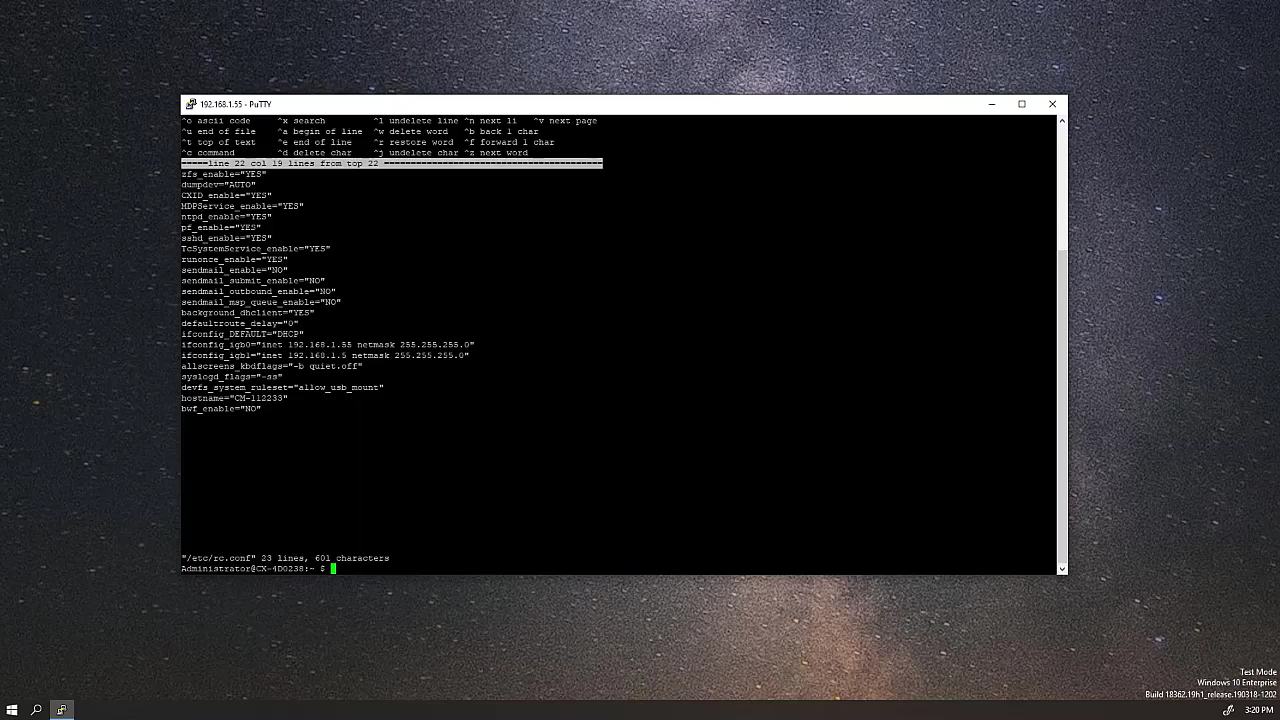 192.168.1.55 - PuTTY
^o ascii code ^x search ^l undelete line ^n next li ^v next page
^u end of file ^a begin of line ^w delete word ^b back 1 char
^t top of text ^e end of line ^r restore word ^f forward 1 char
^c command ^d delete char ^j undelete char ^z next word
=====line 22 col 19 lines from top 22 =========================================
zfs_enable="YES"
dumpdev="AUTO"
CXID_enable="YES"
MDPService_enable="YES"
ntpd_enable="YES"
pf_enable="YES"
sshd_enable="YES"
TcSystemService_enable="YES"
runonce_enable="YES"
sendmail_enable="NO"
sendmail_submit_enable="NO"
sendmail_outbound_enable="NO"
sendmail_msp_queue_enable="NO"
background_dhclient="YES"
defaultroute_delay="0"
ifconfig_DEFAULT="DHCP"
ifconfig_igb0="inet 192.168.1.55 netmask 255.255.255.0"
ifconfig_igb1="inet 192.168.1.5 netmask 255.255.255.0"
allscreens_kbdflags="-b quiet.off"
syslogd_flags="-ss"
devfs_system_ruleset="allow_usb_mount"
hostname="CM-112233"
bwf_enable="NO"
"/etc/rc.conf" 23 lines, 601 characters
Administrator@CX-4D0238:~ $
Test Mode
Windows 10 Enterprise
Build 18362.19h1_release.190318-1202
3:20 PM